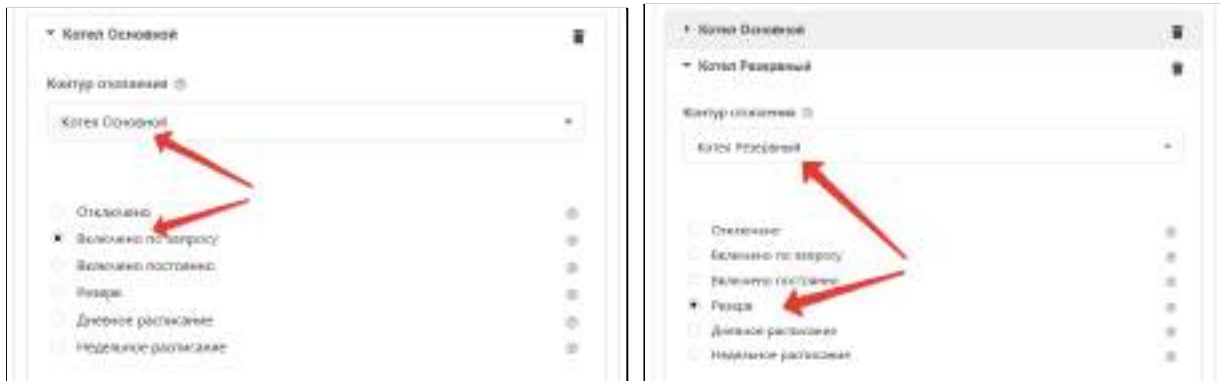 Котел Основной
Контур отопления
Котел Основной
Отключено
Включено по запросу
Включено постоянно
Резерв
Дневное расписание
Недельное расписание
Котел Основной
Котел Резервный
Контур отопления
Котел Резервный
Отключено
Включено по запросу
Включено постоянно
Резерв
Дневное расписание
Недельное расписание